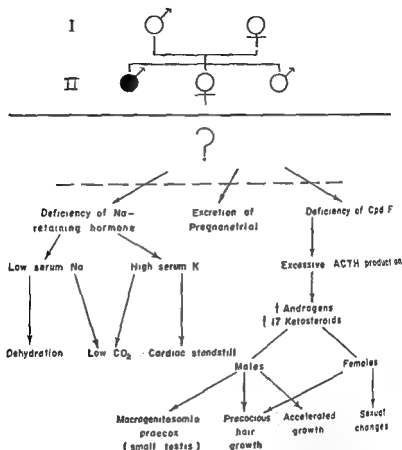 I
II
?
Deficiency of Na-
retaining hormone
Excretion of
Pregnanetriol
Deficiency of Cpd F
Low serum Na
High serum K
Excessive ACTH production
↑ Androgens
↑ 17 Ketosteroids
Dehydration
Low CO₂
Cardiac standstill
Males
Females
Macrogenitosomia
praecox
(small testis)
Precocious
hair
growth
Accelerated
growth
Sexual
changes